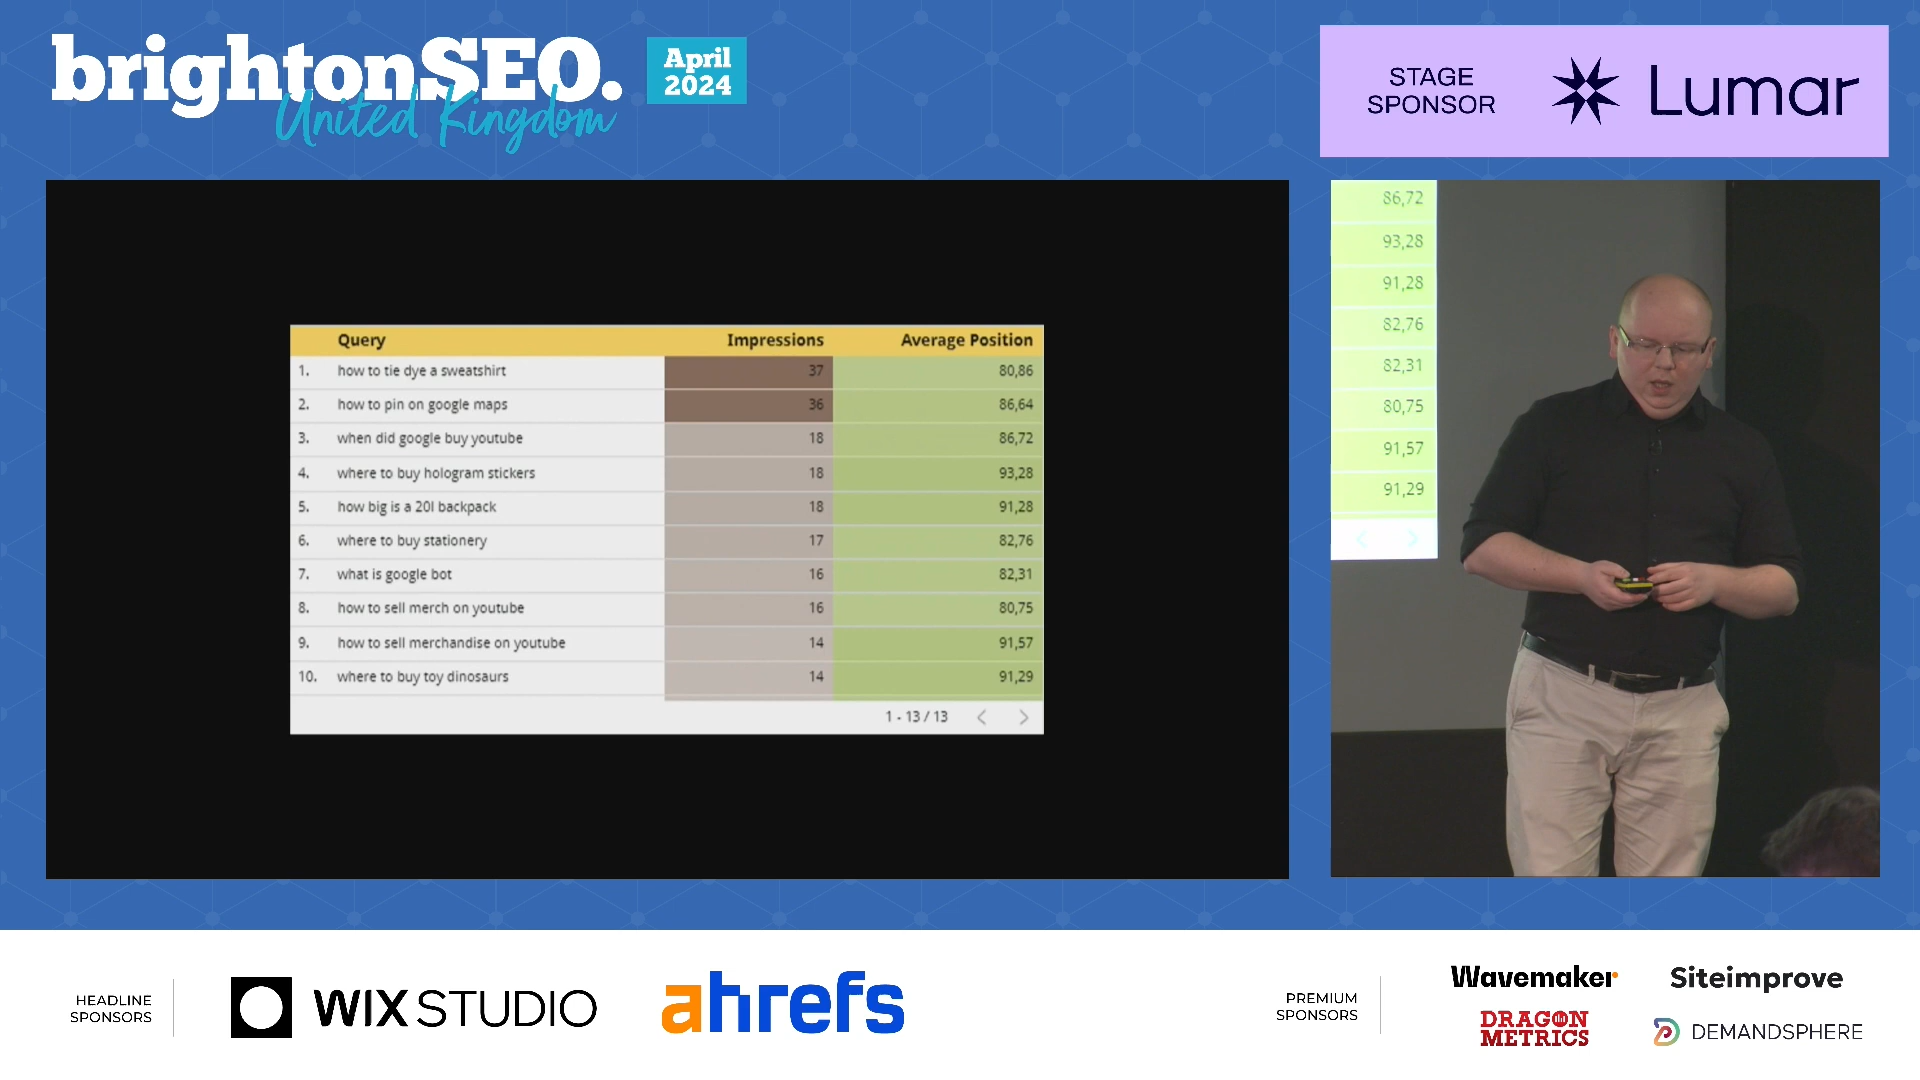 brightonSEO.
United Kingdom
April
2024
STAGE
SPONSOR
Lumar
Query Impressions Average Position
1. how to tie dye a sweatshirt 37 80,86
2. how to pin on google maps 36 86,64
3. when did google buy youtube 18 86,72
4. where to buy hologram stickers 18 93,28
5. how big is a 20l backpack 18 91,28
6. where to buy stationery 17 82,76
7. what is google bot 16 82,31
8. how to sell merch on youtube 16 80,75
9. how to sell merchandise on youtube 14 91,57
10. where to buy toy dinosaurs 14 91,29
1 - 13 / 13
86,72
93,28
91,28
82,76
82,31
80,75
91,57
91,29
HEADLINE
SPONSORS
WIX STUDIO
ahrefs
PREMIUM
SPONSORS
Wavemaker
Siteimprove
DRAGON
METRICS
DEMANDSPHERE